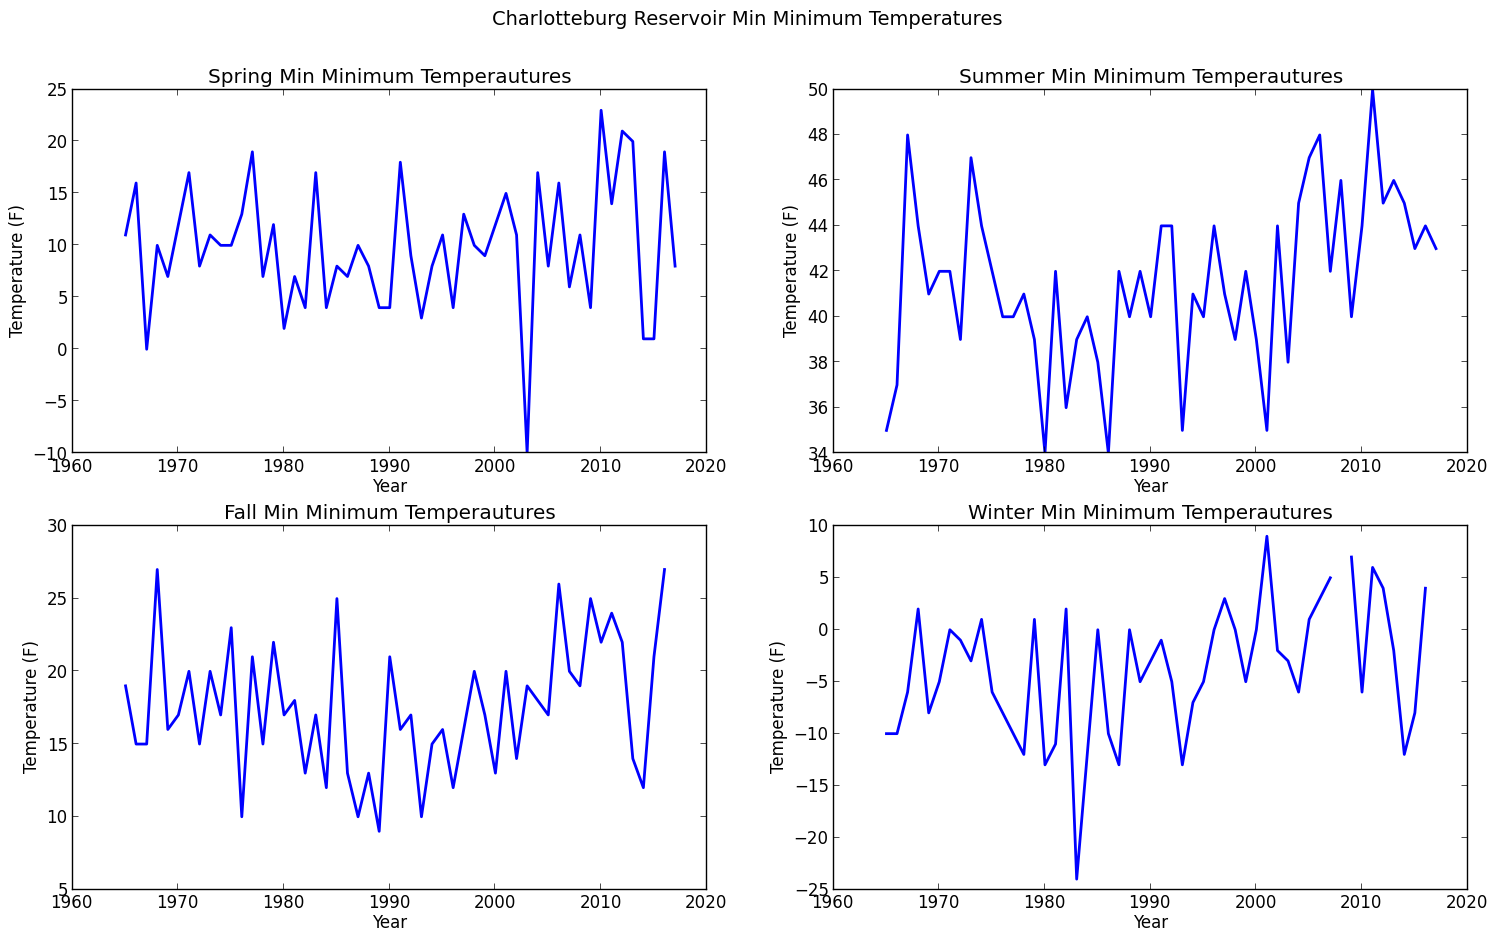 Charlotteburg Reservoir Min Minimum Temperatures
Spring Min Minimum Temperautures
25
20
15
10
5
0
−5
−10
Temperature (F)
1960 1970 1980 1990 2000 2010 2020
Year
Summer Min Minimum Temperautures
50
48
46
44
42
40
38
36
34
Temperature (F)
1960 1970 1980 1990 2000 2010 2020
Year
Fall Min Minimum Temperautures
30
25
20
15
10
5
Temperature (F)
1960 1970 1980 1990 2000 2010 2020
Year
Winter Min Minimum Temperautures
10
5
0
−5
−10
−15
−20
−25
Temperature (F)
1960 1970 1980 1990 2000 2010 2020
Year